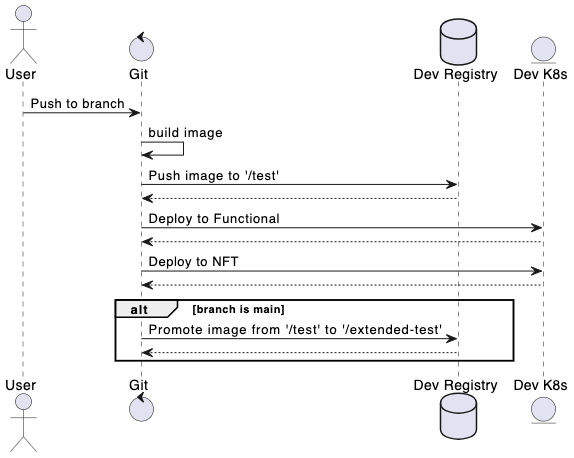 User
Git
Dev Registry
Dev K8s
Push to branch
build image
Push image to '/test'
Deploy to Functional
Deploy to NFT
alt [branch is main]
Promote image from '/test' to '/extended-test'
User
Git
Dev Registry
Dev K8s